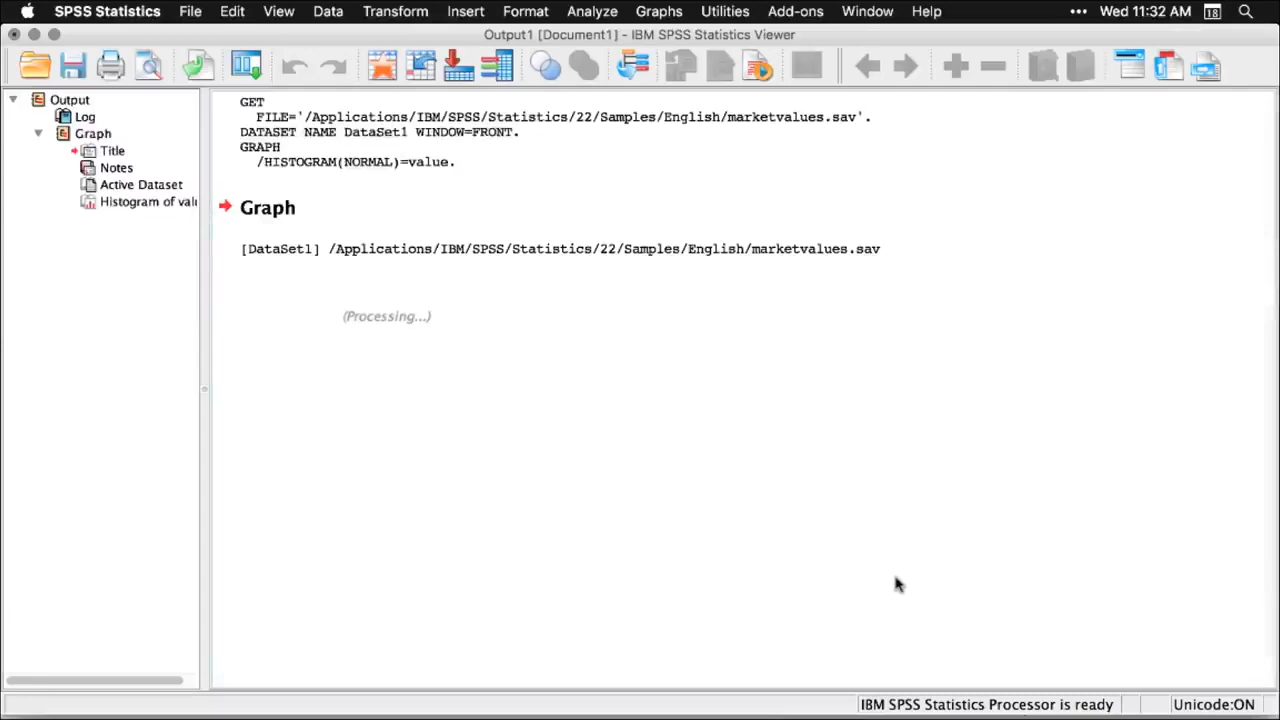 SPSS Statistics File Edit View Data Transform Insert Format Analyze Graphs Utilities Add-ons Window Help ••• Wed 11:32 AM 18
Output1 [Document1] - IBM SPSS Statistics Viewer
Output
Log
Graph
Title
Notes
Active Dataset
Histogram of val
GET
FILE='/Applications/IBM/SPSS/Statistics/22/Samples/English/marketvalues.sav'.
DATASET NAME DataSet1 WINDOW=FRONT.
GRAPH
/HISTOGRAM(NORMAL)=value.
Graph
[DataSet1] /Applications/IBM/SPSS/Statistics/22/Samples/English/marketvalues.sav
(Processing...)
IBM SPSS Statistics Processor is ready Unicode:ON